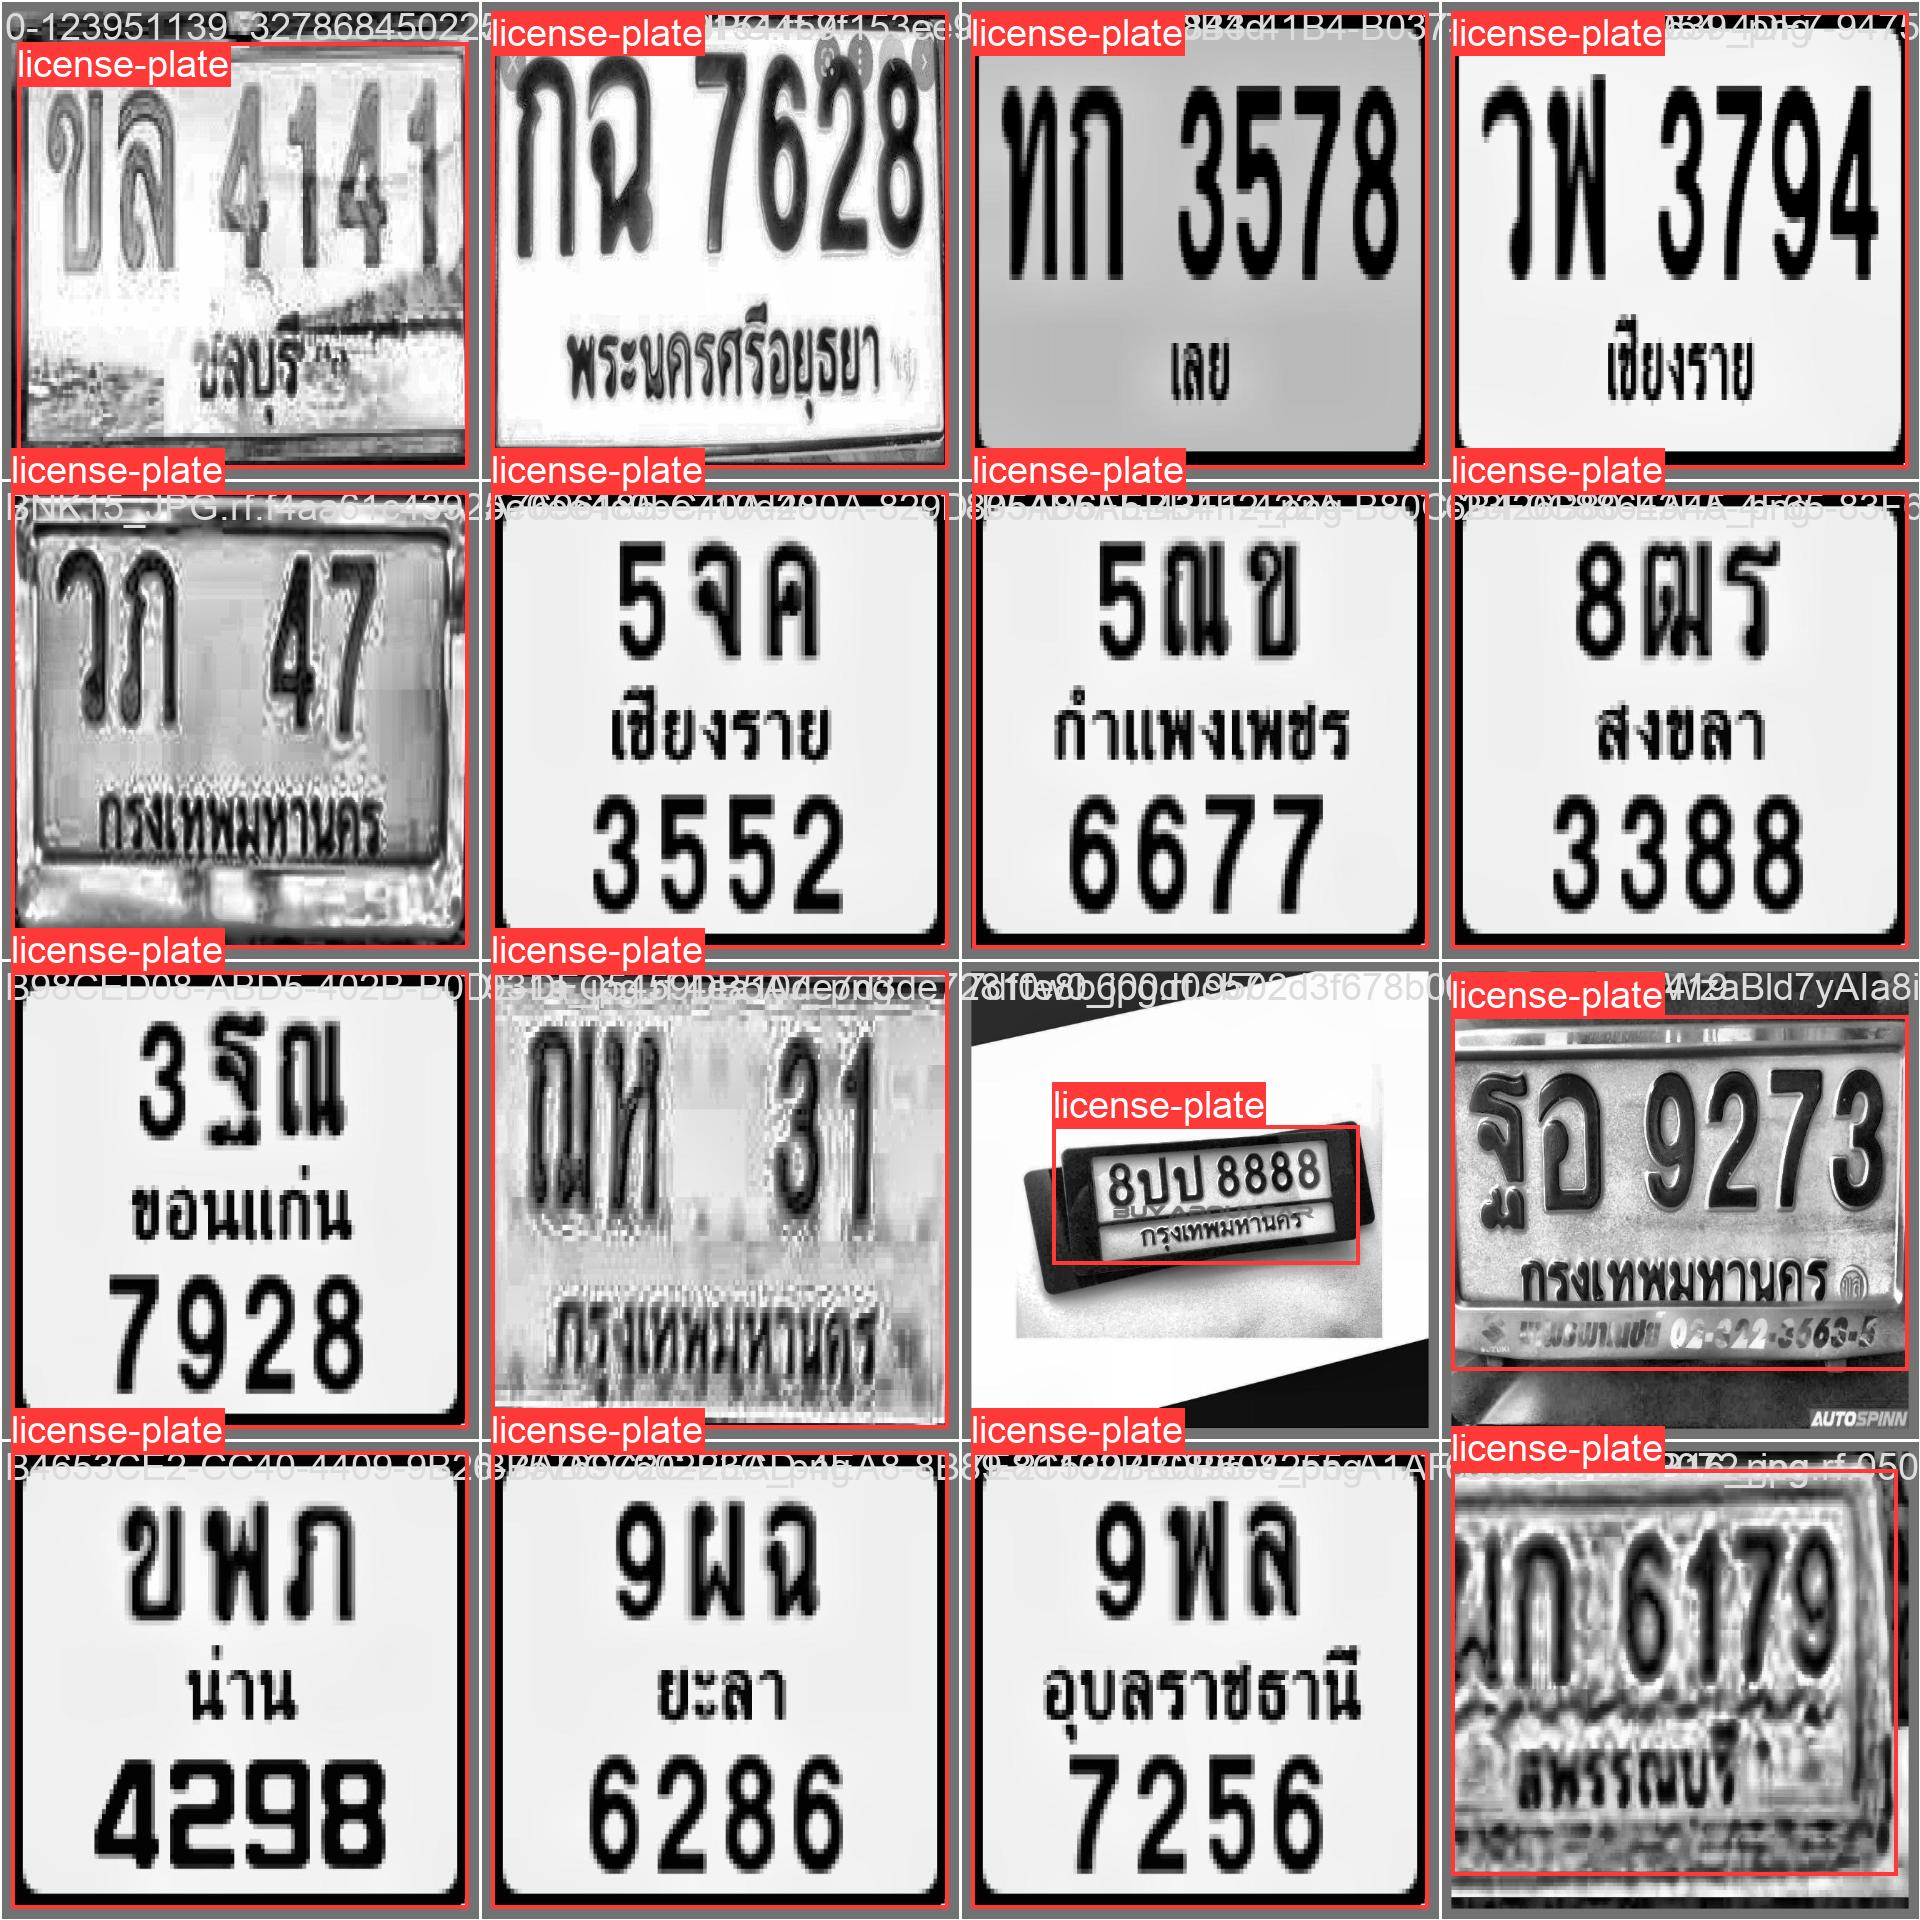 license-plate
ขล 4141
ชลบุรี
license-plate
กฉ 7628
พระนครศรีอยุธยา
license-plate
ทก 3578
เลย
license-plate
วฬ 3794
เชียงราย
license-plate
วภ 47
กรุงเทพมหานคร
license-plate
5จค
เชียงราย
3552
license-plate
5ฌข
กำแพงเพชร
6677
license-plate
8ฒร
สงขลา
3388
license-plate
3ฐณ
ขอนแก่น
7928
license-plate
ฌท 31
กรุงเทพมหานคร
license-plate
8ปป 8888
กรุงเทพมหานคร
license-plate
ฐอ 9273
กรุงเทพมหานคร
SUZUKI
02-322-3663-5
AUTOSPINN
license-plate
ขพภ
น่าน
4298
license-plate
9ผฉ
ยะลา
6286
license-plate
9พล
อุบลราชธานี
7256
license-plate
6179
สุพรรณบุรี